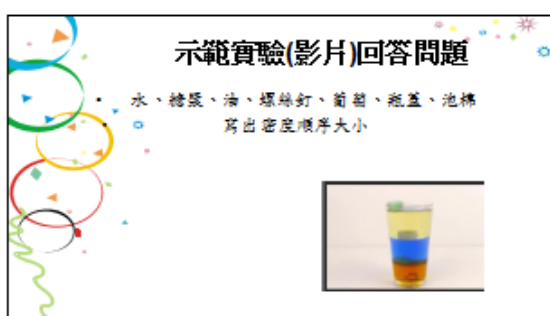 示範實驗(影片)回答問題
• 水、糖漿、油、螺絲釘、葡萄、瓶蓋、泡棉
• 寫出密度順序大小